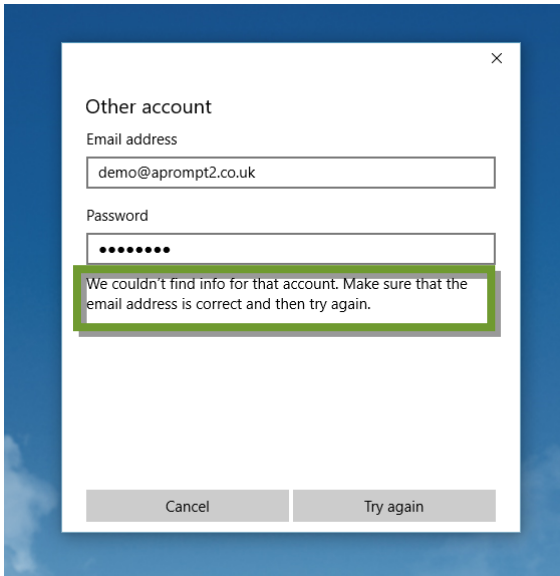 Other account
Email address
demo@aprompt2.co.uk
Password
We couldn't find info for that account. Make sure that the
email address is correct and then try again.
Cancel
Try again